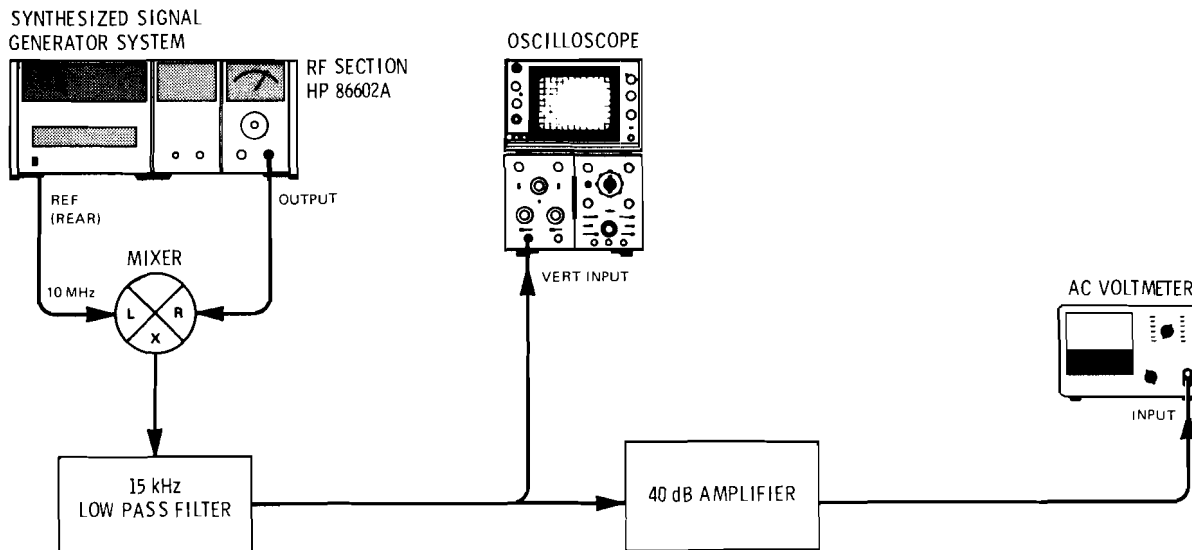 SYNTHESIZED SIGNAL
GENERATOR SYSTEM
RF SECTION
HP 86602A
OSCILLOSCOPE
REF
(REAR)
OUTPUT
MIXER
10 MHz
L
R
X
VERT INPUT
AC VOLTMETER
INPUT
15 kHz
LOW PASS FILTER
40 dB AMPLIFIER